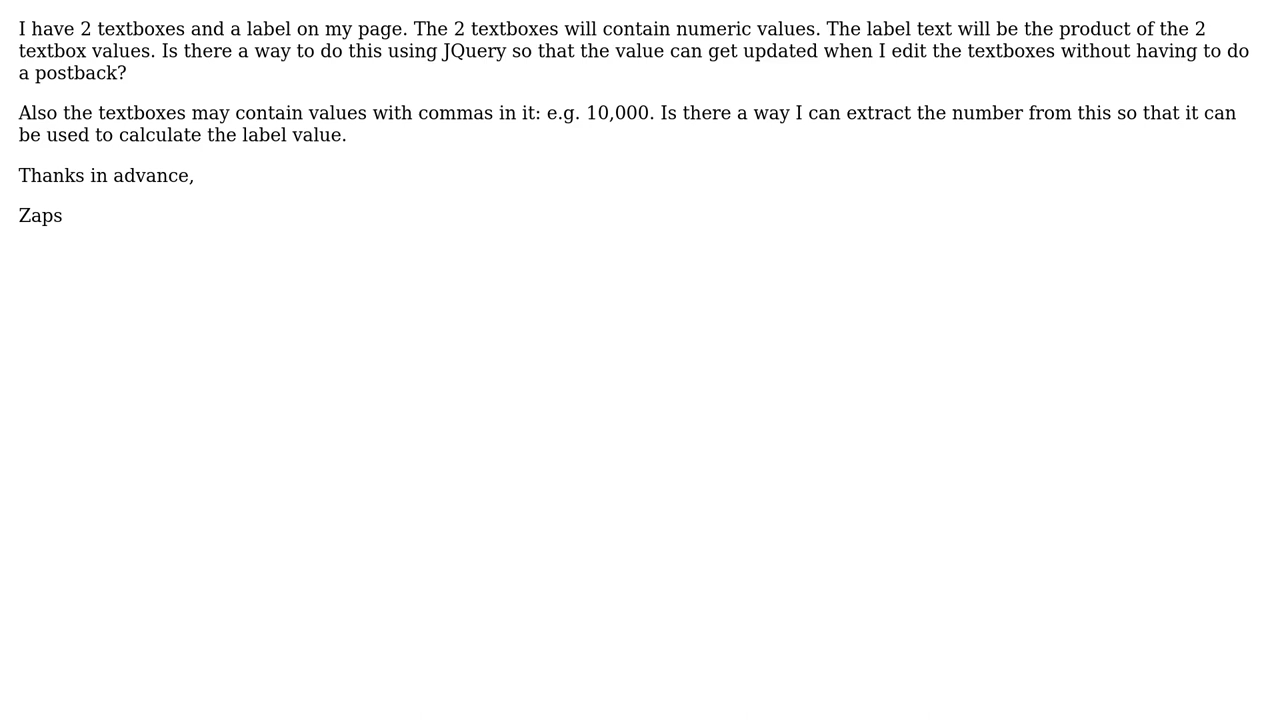 I have 2 textboxes and a label on my page. The 2 textboxes will contain numeric values. The label text will be the product of the 2
textbox values. Is there a way to do this using JQuery so that the value can get updated when I edit the textboxes without having to do
a postback?
Also the textboxes may contain values with commas in it: e.g. 10,000. Is there a way I can extract the number from this so that it can
be used to calculate the label value.
Thanks in advance,
Zaps